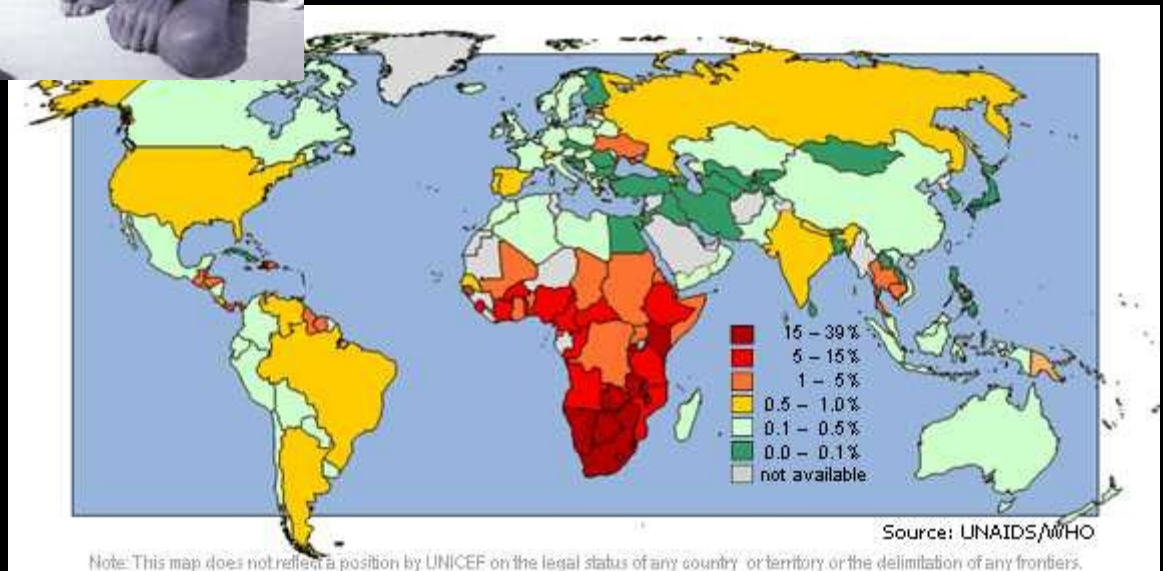 15 – 39%
5 – 15%
1 – 5%
0.5 – 1.0%
0.1 – 0.5%
0.0 – 0.1%
not available
Source: UNAIDS/WHO
Note: This map does not reflect a position by UNICEF on the legal status of any country or territory or the delimitation of any frontiers.